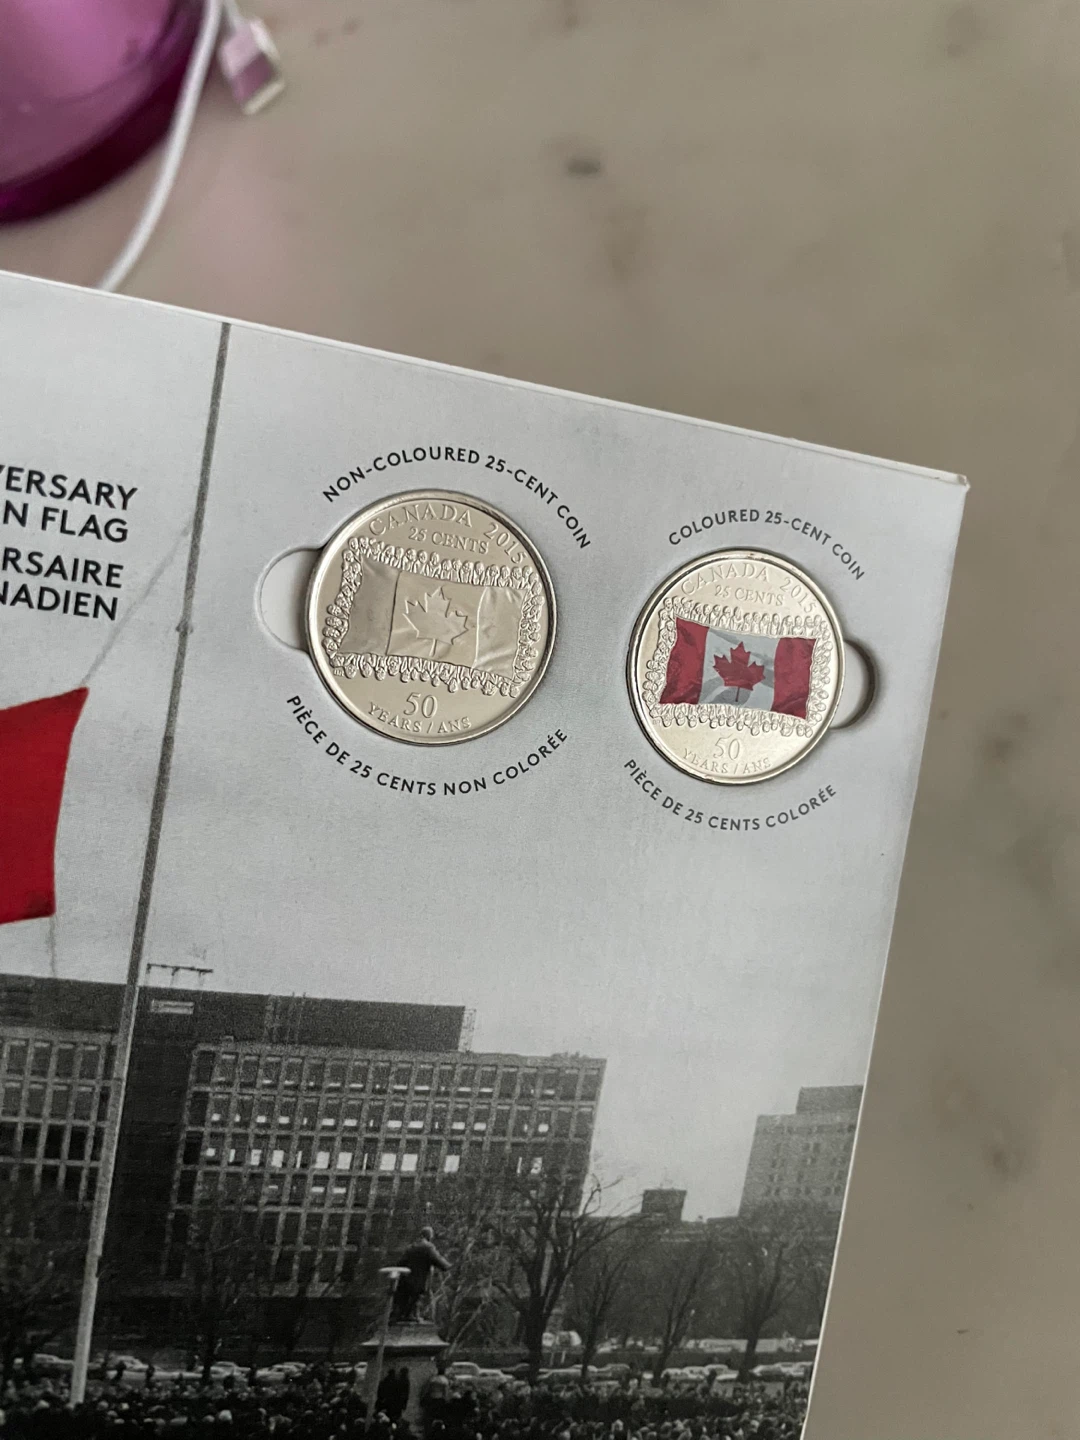 VERSARY
N FLAG
RSAIRE
NADIEN
NON-COLOURED 25-CENT COIN
CANADA 2015
25 CENTS
50
YEARS / ANS
PIÈCE DE 25 CENTS NON COLORÉE
COLOURED 25-CENT COIN
CANADA 2015
25 CENTS
50
YEARS / ANS
PIÈCE DE 25 CENTS COLORÉE